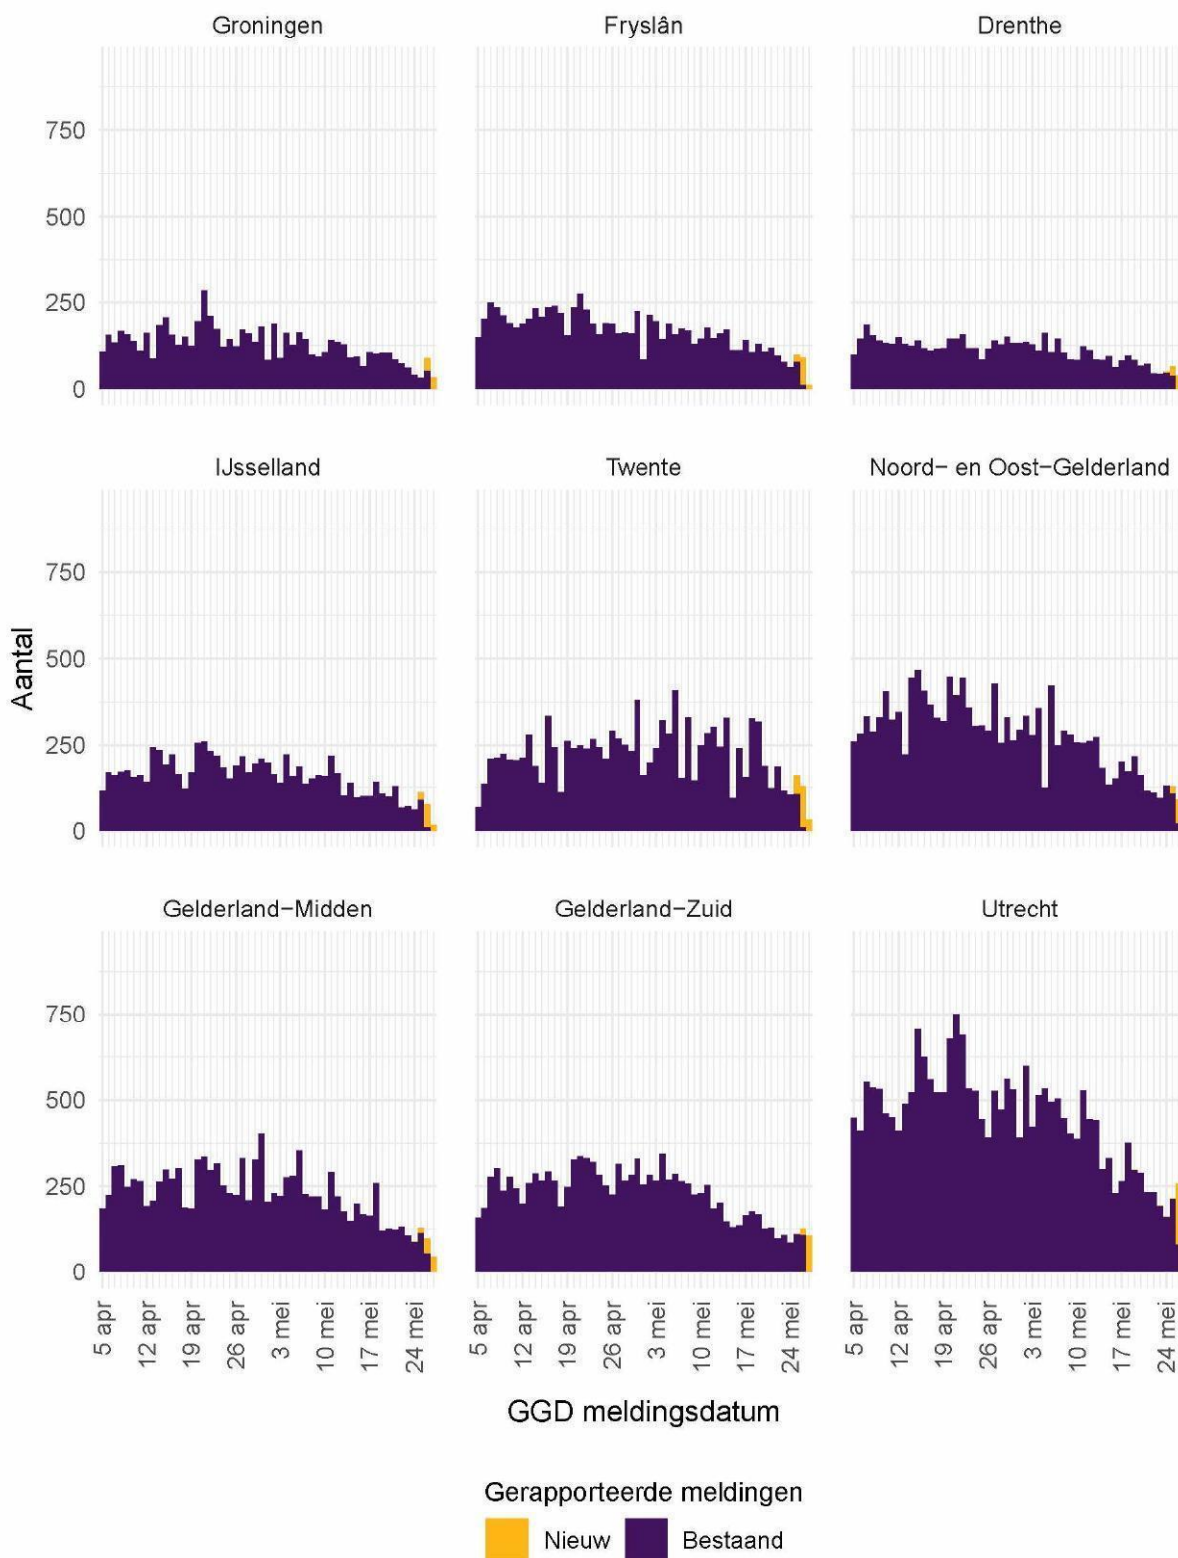 Groningen
Fryslân
Drenthe
750
500
250
0
IJsselland
Twente
Noord- en Oost-Gelderland
Aantal
750
500
250
0
Gelderland-Midden
Gelderland-Zuid
Utrecht
750
500
250
0
5 apr
12 apr
19 apr
26 apr
3 mei
10 mei
17 mei
24 mei
5 apr
12 apr
19 apr
26 apr
3 mei
10 mei
17 mei
24 mei
5 apr
12 apr
19 apr
26 apr
3 mei
10 mei
17 mei
24 mei
GGD meldingsdatum
Gerapporteerde meldingen
Nieuw
Bestaand